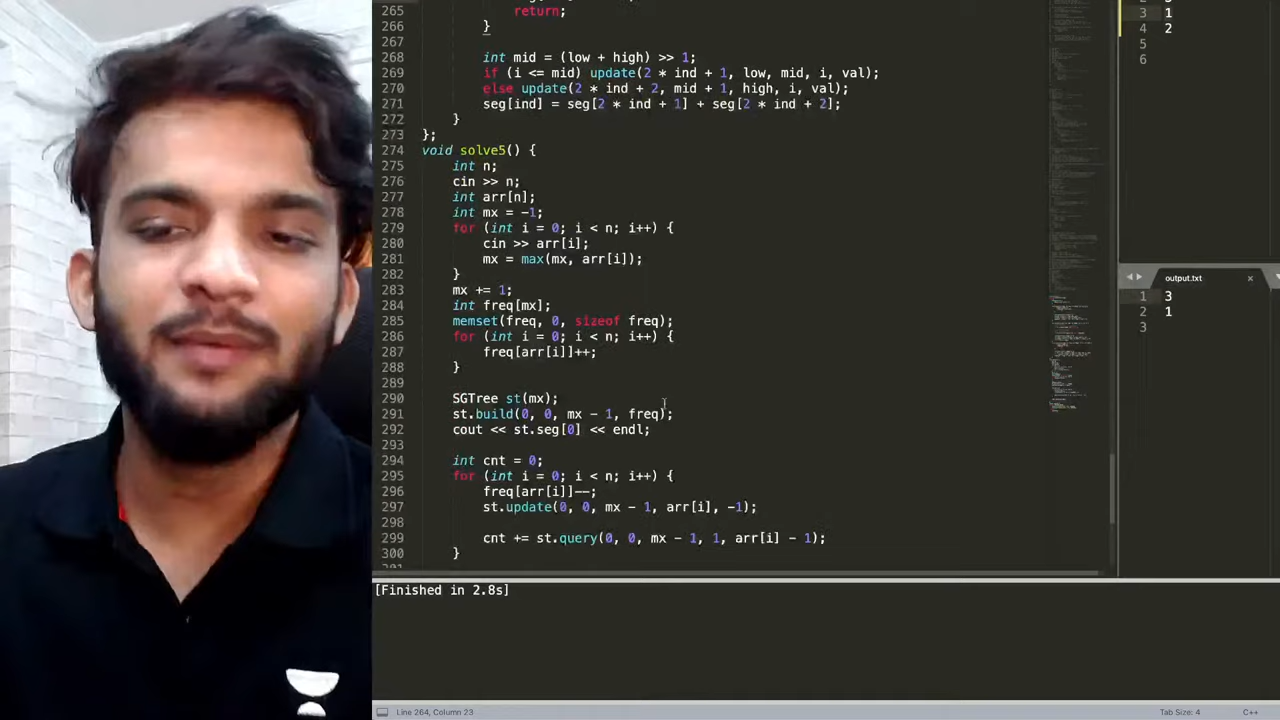 265 return;
266 }
267
268 int mid = (low + high) >> 1;
269 if (i <= mid) update(2 * ind + 1, low, mid, i, val);
270 else update(2 * ind + 2, mid + 1, high, i, val);
271 seg[ind] = seg[2 * ind + 1] + seg[2 * ind + 2];
272 }
273 };
274 void solve5() {
275 int n;
276 cin >> n;
277 int arr[n];
278 int mx = -1;
279 for (int i = 0; i < n; i++) {
280 cin >> arr[i];
281 mx = max(mx, arr[i]);
282 }
283 mx += 1;
284 int freq[mx];
285 memset(freq, 0, sizeof freq);
286 for (int i = 0; i < n; i++) {
287 freq[arr[i]]++;
288 }
289
290 SGTree st(mx);
291 st.build(0, 0, mx - 1, freq);
292 cout << st.seg[0] << endl;
293
294 int cnt = 0;
295 for (int i = 0; i < n; i++) {
296 freq[arr[i]]--;
297 st.update(0, 0, mx - 1, arr[i], -1);
298
299 cnt += st.query(0, 0, mx - 1, 1, arr[i] - 1);
300 }
3 1
4 2
5
6
output.txt
1 3
2 1
3
[Finished in 2.8s]
Line 264, Column 23
Tab Size: 4
C++